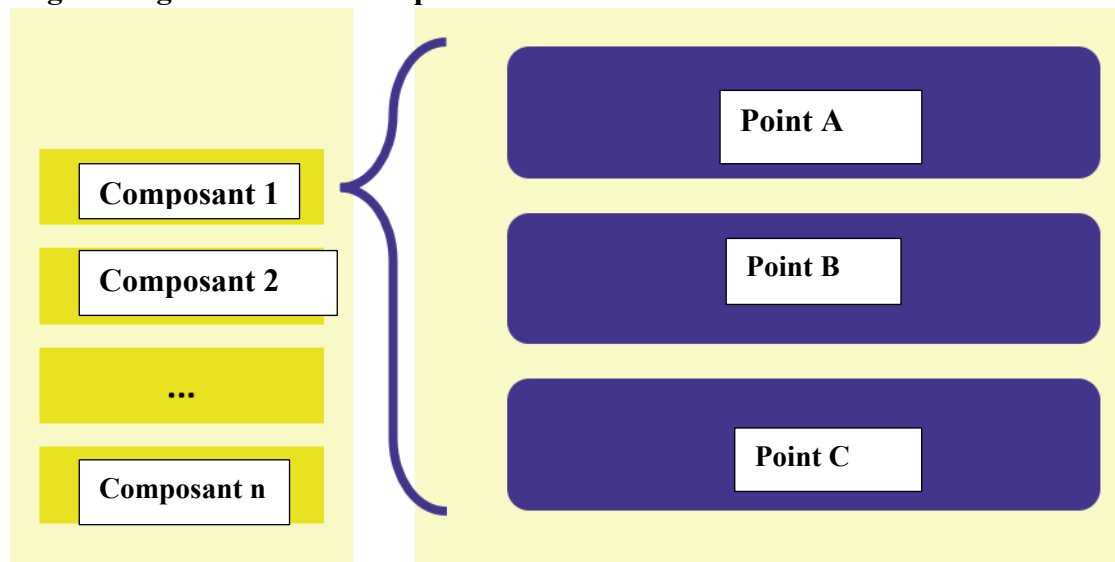 Composant 1
Composant 2
...
Composant n
Point A
Point B
Point C